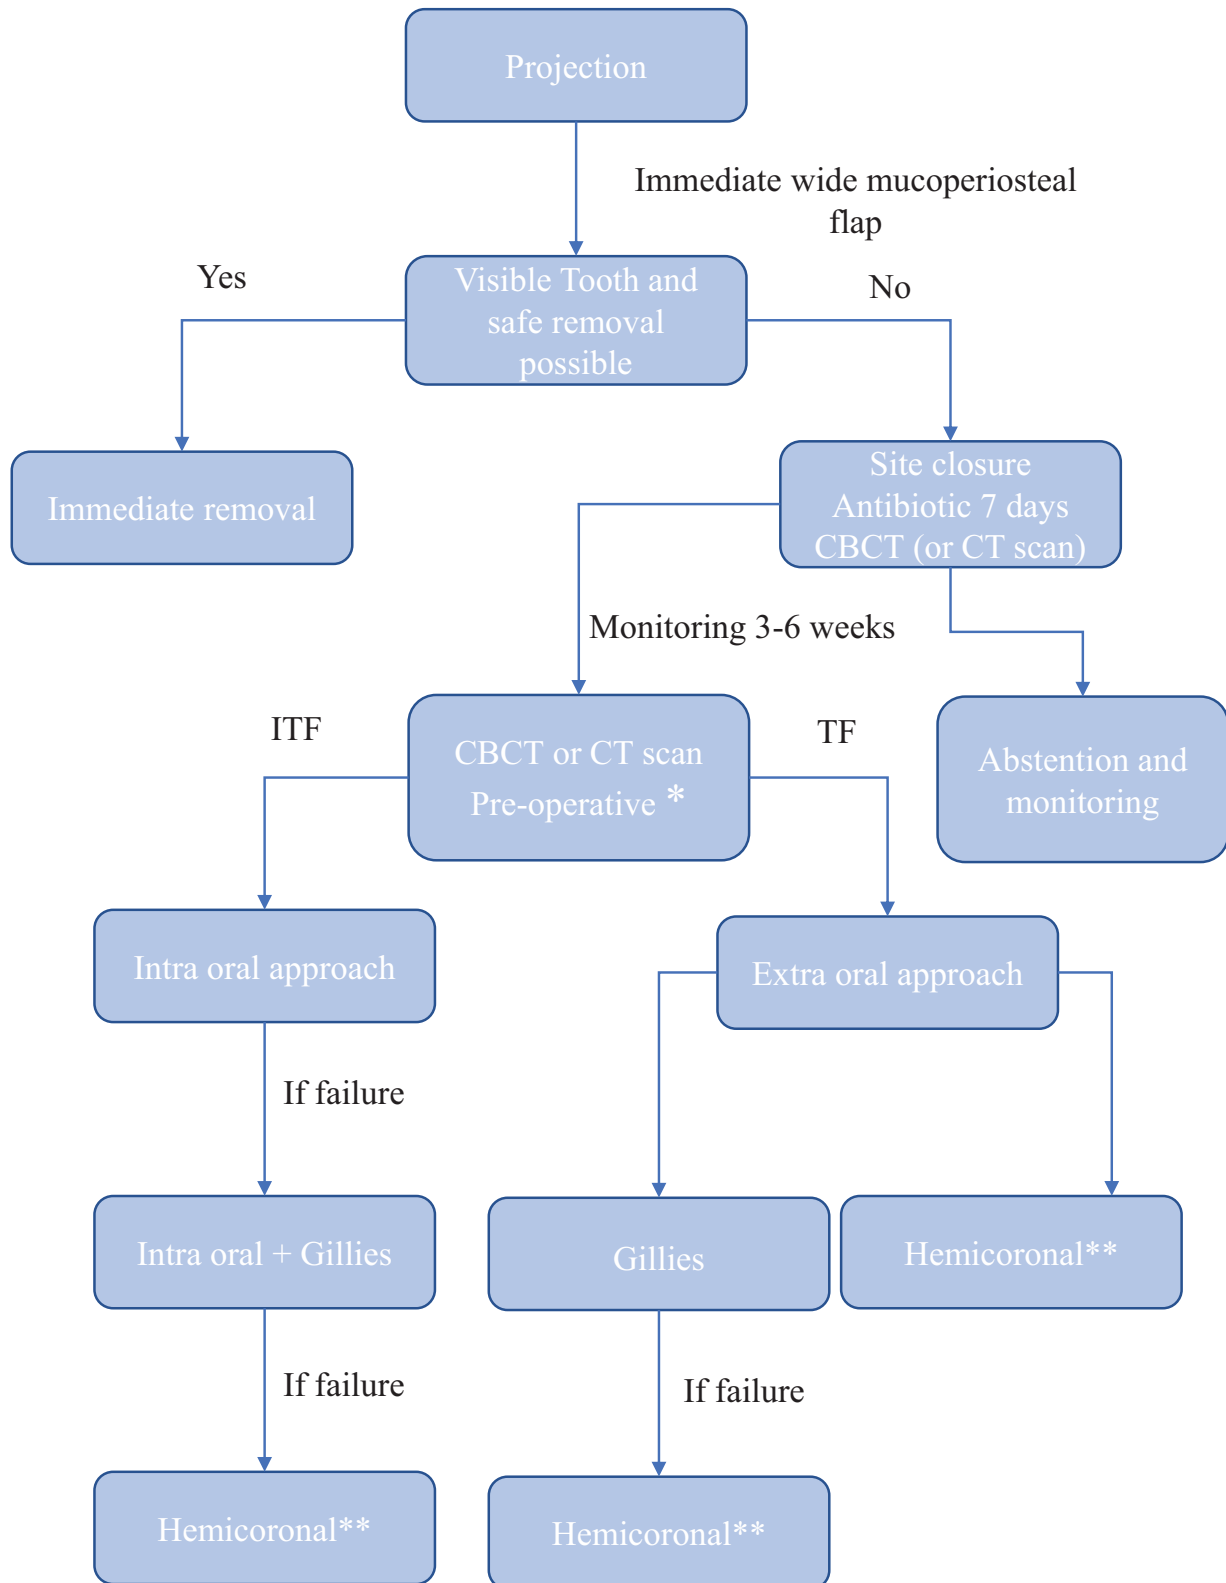 Projection
Immediate wide mucoperiosteal
flap
Yes
Visible Tooth and
safe removal
possible
No
Immediate removal
Site closure
Antibiotic 7 days
CBCT (or CT scan)
Monitoring 3-6 weeks
ITF
CBCT or CT scan
Pre-operative *
TF
Abstention and
monitoring
Intra oral approach
Extra oral approach
If failure
Intra oral + Gillies
Gillies
Hemicoronal**
If failure
If failure
Hemicoronal**
Hemicoronal**